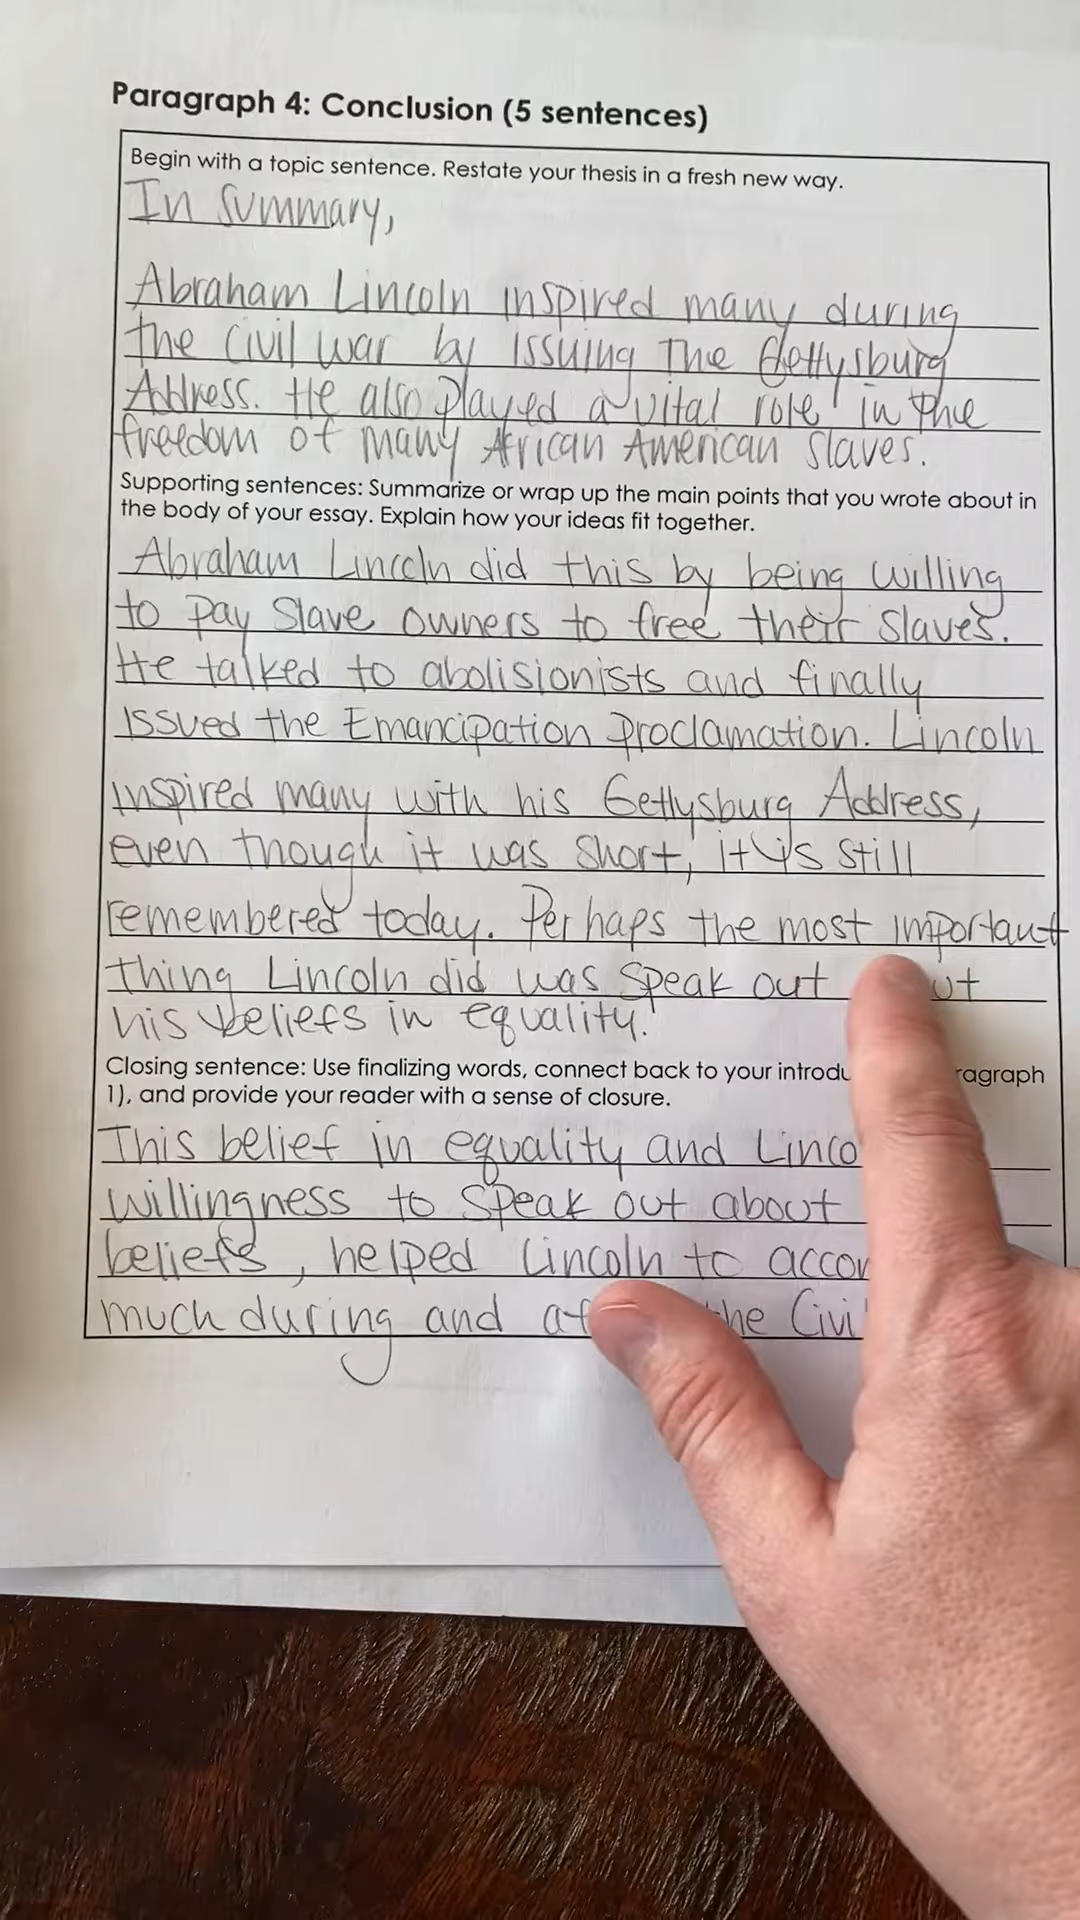 Paragraph 4: Conclusion (5 sentences)
Begin with a topic sentence. Restate your thesis in a fresh new way.
In summary,
Abraham Lincoln inspired many during
the civil war by issuing The Gettysburg
Address. He also played a vital role in the
freedom of many African American slaves.
Supporting sentences: Summarize or wrap up the main points that you wrote about in
the body of your essay. Explain how your ideas fit together.
Abraham Lincoln did this by being willing
to pay slave owners to free their slaves.
He talked to abolisionists and finally
issued the Emancipation Proclamation. Lincoln
inspired many with his Gettysburg Address,
even though it was short, it is still
remembered today. Perhaps the most important
thing Lincoln did was speak out
his beliefs in equality.
Closing sentence: Use finalizing words, connect back to your
1), and provide your reader with a sense of closure.
This belief in equality and
willingness to speak out about
beliefs, helped Lincoln to
much during and the